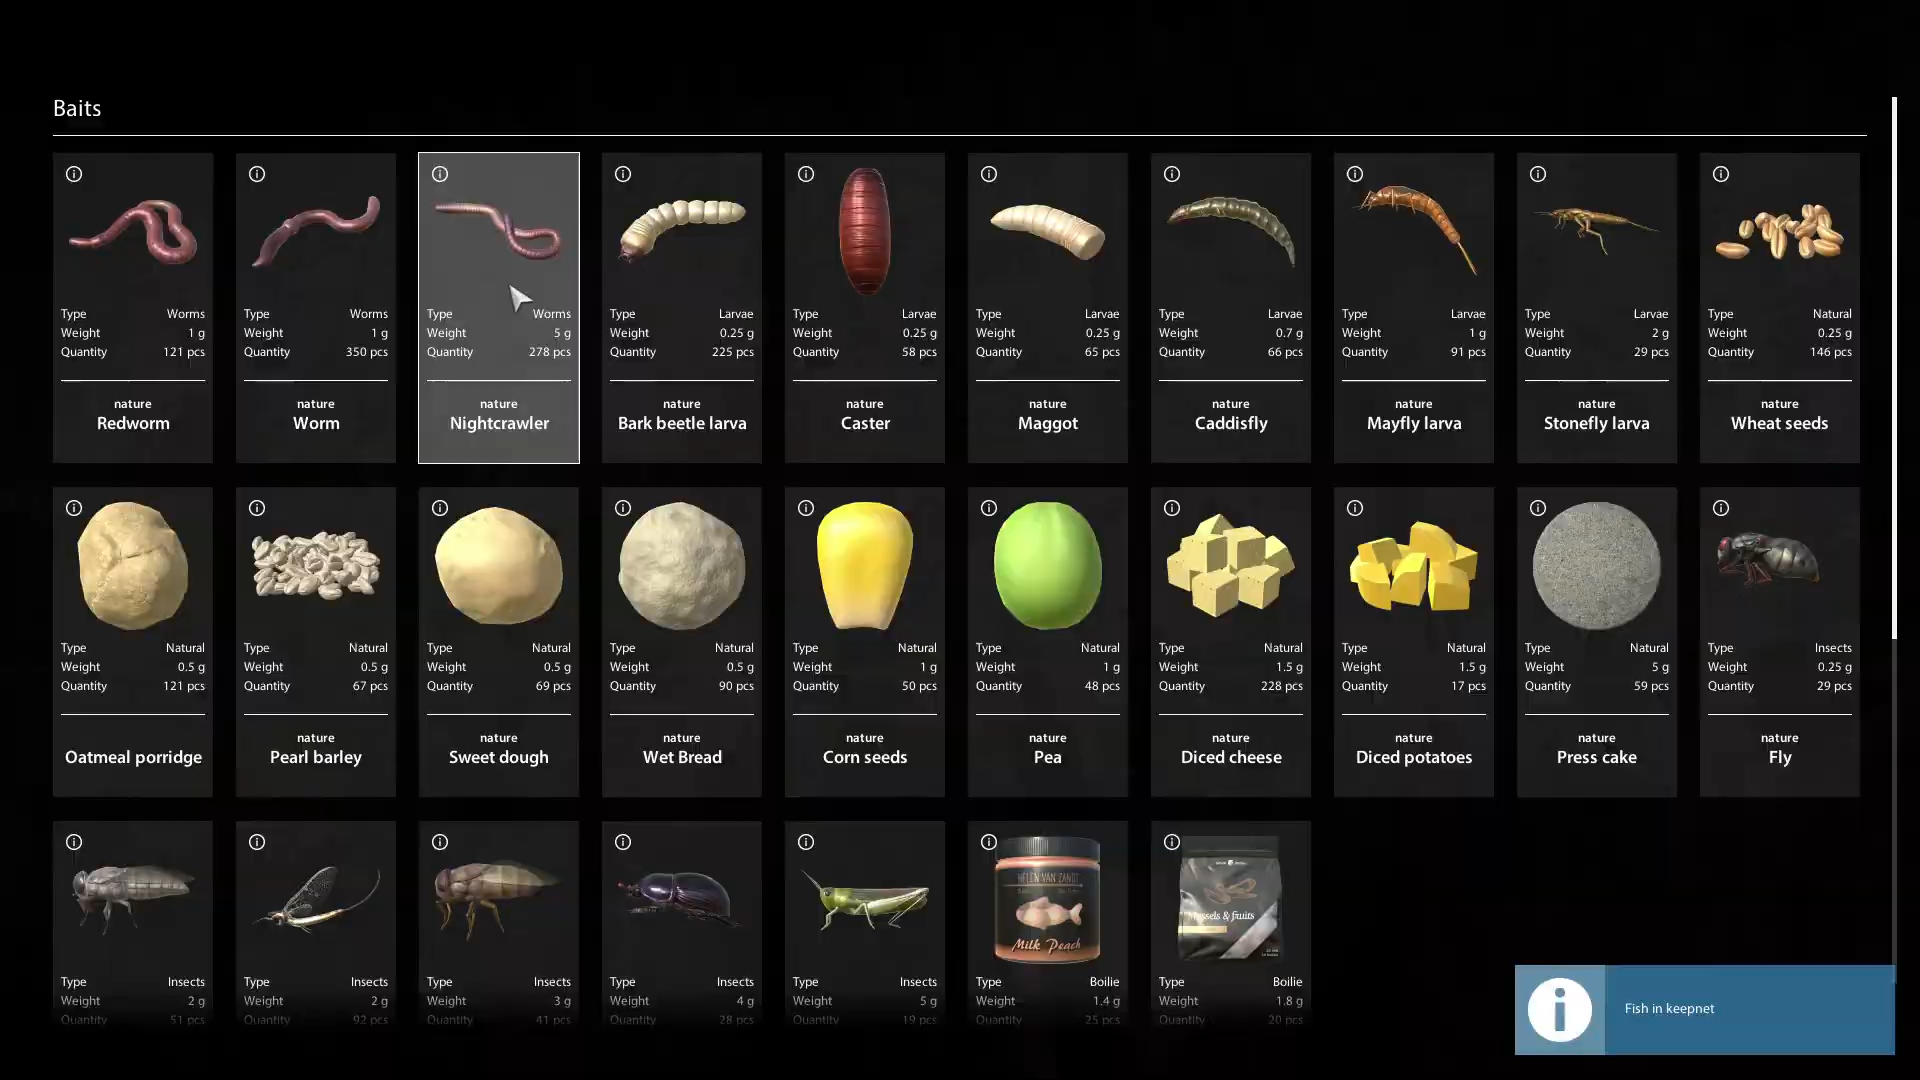 Baits
Type Worms
Weight 1 g
Quantity 121 pcs
nature
Redworm
Type Worms
Weight 1 g
Quantity 350 pcs
nature
Worm
Type Worms
Weight 5 g
Quantity 278 pcs
nature
Nightcrawler
Type Larvae
Weight 0.25 g
Quantity 225 pcs
nature
Bark beetle larva
Type Larvae
Weight 0.25 g
Quantity 58 pcs
nature
Caster
Type Larvae
Weight 0.25 g
Quantity 65 pcs
nature
Maggot
Type Larvae
Weight 0.7 g
Quantity 66 pcs
nature
Caddisfly
Type Larvae
Weight 1 g
Quantity 91 pcs
nature
Mayfly larva
Type Larvae
Weight 2 g
Quantity 29 pcs
nature
Stonefly larva
Type Natural
Weight 0.25 g
Quantity 146 pcs
nature
Wheat seeds
Type Natural
Weight 0.5 g
Quantity 121 pcs
Oatmeal porridge
Type Natural
Weight 0.5 g
Quantity 67 pcs
nature
Pearl barley
Type Natural
Weight 0.5 g
Quantity 69 pcs
nature
Sweet dough
Type Natural
Weight 0.5 g
Quantity 90 pcs
nature
Wet Bread
Type Natural
Weight 1 g
Quantity 50 pcs
nature
Corn seeds
Type Natural
Weight 1 g
Quantity 48 pcs
nature
Pea
Type Natural
Weight 1.5 g
Quantity 228 pcs
nature
Diced cheese
Type Natural
Weight 1.5 g
Quantity 17 pcs
nature
Diced potatoes
Type Natural
Weight 5 g
Quantity 59 pcs
nature
Press cake
Type Insects
Weight 0.25 g
Quantity 29 pcs
nature
Fly
Type Insects
Weight 2 g
Quantity 51 pcs
Type Insects
Weight 2 g
Quantity 92 pcs
Type Insects
Weight 3 g
Quantity 41 pcs
Type Insects
Weight 4 g
Quantity 28 pcs
Type Insects
Weight 5 g
Quantity 19 pcs
HELEN VAN ZANDT
Milk Peach
Type Boilie
Weight 1.4 g
Quantity 25 pcs
Mussels & fruits
Type Boilie
Weight 1.8 g
Quantity 20 pcs
Fish in keepnet